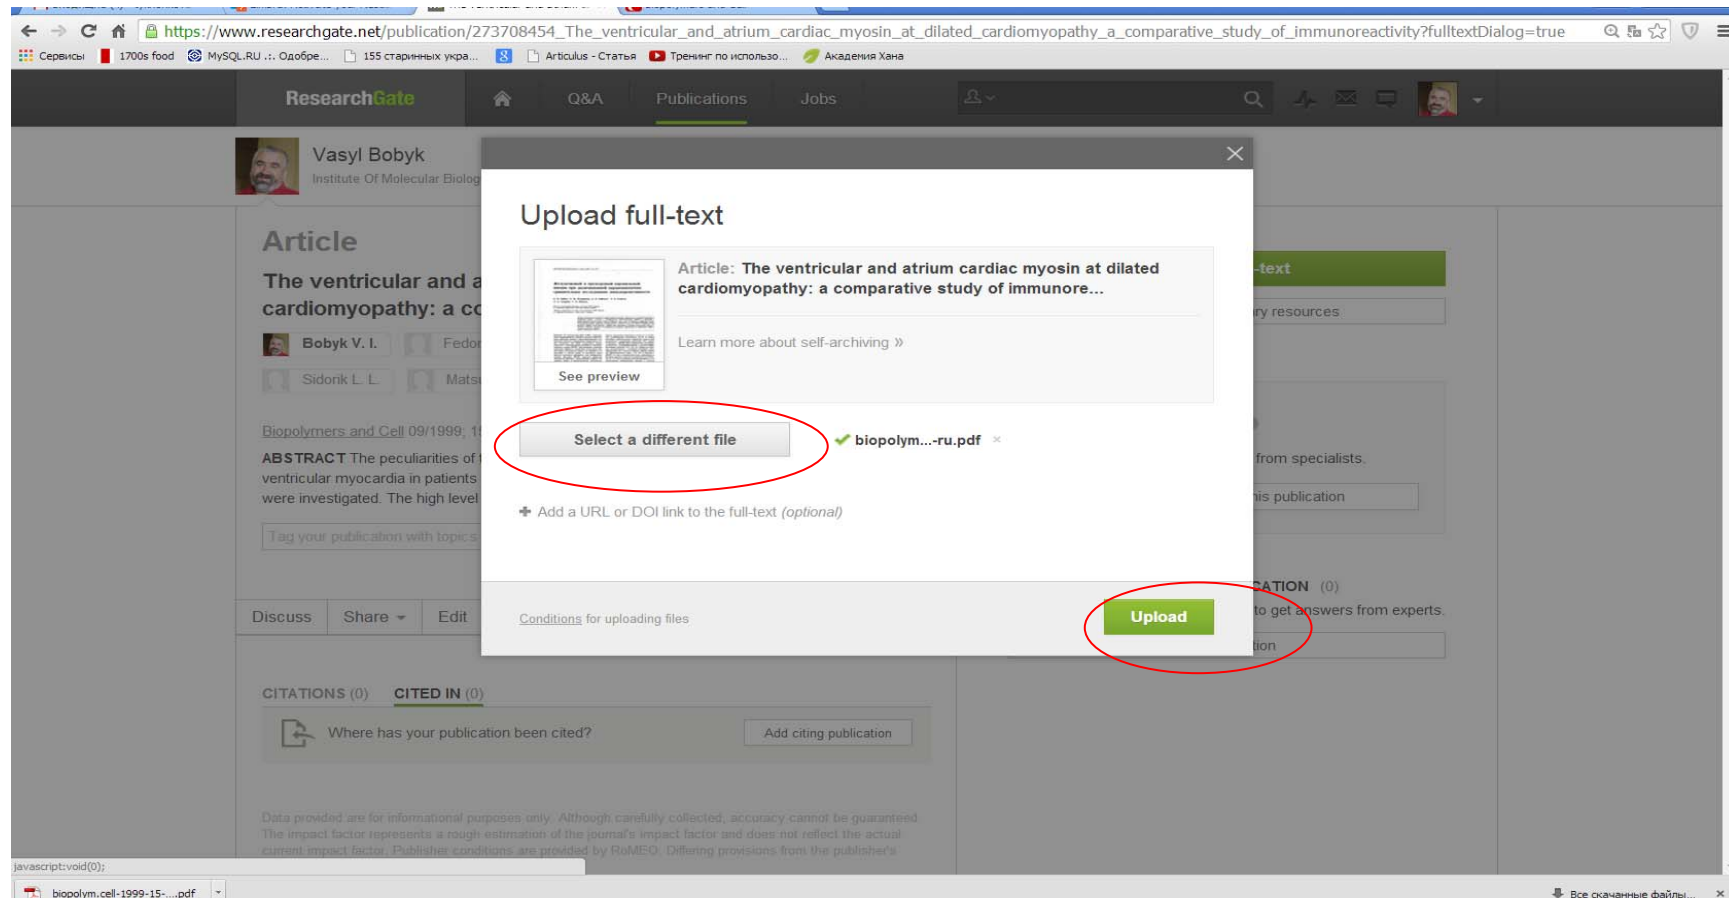 https://www.researchgate.net/publication/273708454_The_ventricular_and_atrium_cardiac_myosin_at_dilated_cardiomyopathy_a_comparative_study_of_immunoreactivity?fulltextDialog=true
Сервисы 1700s food MySQL.RU .:. Одобре... 155 старинных укра... 8 Articulus - Статья Тренинг по использо... Академия Хана
ResearchGate Q&A Publications Jobs
Vasyl Bobyk
Institute Of Molecular Biolog
Upload full-text
Article
The ventricular and a
cardiomyopathy: a co
Article: The ventricular and atrium cardiac myosin at dilated
cardiomyopathy: a comparative study of immunore...
-text
ry resources
Bobyk V. I. Fedor
Learn more about self-archiving »
See preview
Sidorik L. L. Mats
Biopolymers and Cell 09/1999; 1
Select a different file
biopolym...-ru.pdf ×
ABSTRACT The peculiarities of
ventricular myocardia in patients
were investigated. The high level
from specialists.
his publication
+ Add a URL or DOI link to the full-text (optional)
Tag your publication with topics
CATION (0)
to get answers from experts.
tion
Discuss Share Edit
Conditions for uploading files
Upload
CITATIONS (0) CITED IN (0)
Where has your publication been cited?
Add citing publication
Data provided are for informational purposes only. Although carefully collected, accuracy cannot be guaranteed.
The impact factor represents a rough estimation of the journal's impact factor and does not reflect the actual
current impact factor. Publisher conditions are provided by RoMEO. Differing provisions from the publisher's
javascript:void(0);
biopolym.cell-1999-15-....pdf
Все скачанные файлы... ×